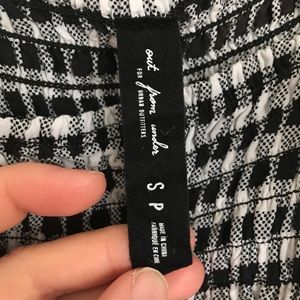 out from under
FOR
URBAN OUTFITTERS
S P
MADE IN CHINA
FABRIQUÉ EN CHINE